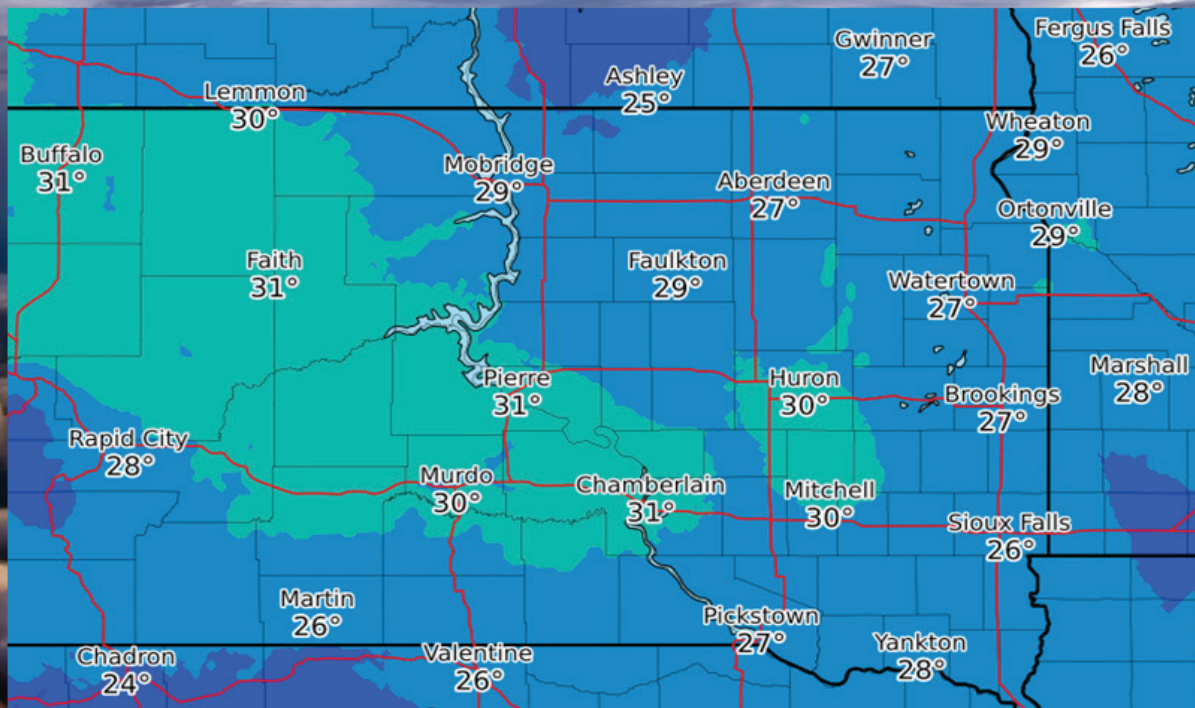 Gwinner
27°
Fergus Falls
26°
Ashley
25°
Lemmon
30°
Wheaton
29°
Buffalo
31°
Mobridge
29°
Aberdeen
27°
Ortonville
29°
Faith
31°
Faulkton
29°
Watertown
27°
Marshall
28°
Pierre
31°
Huron
30°
Brookings
27°
Rapid City
28°
Murdo
30°
Chamberlain
31°
Mitchell
30°
Sioux Falls
26°
Martin
26°
Pickstown
27°
Yankton
28°
Chadron
24°
Valentine
26°